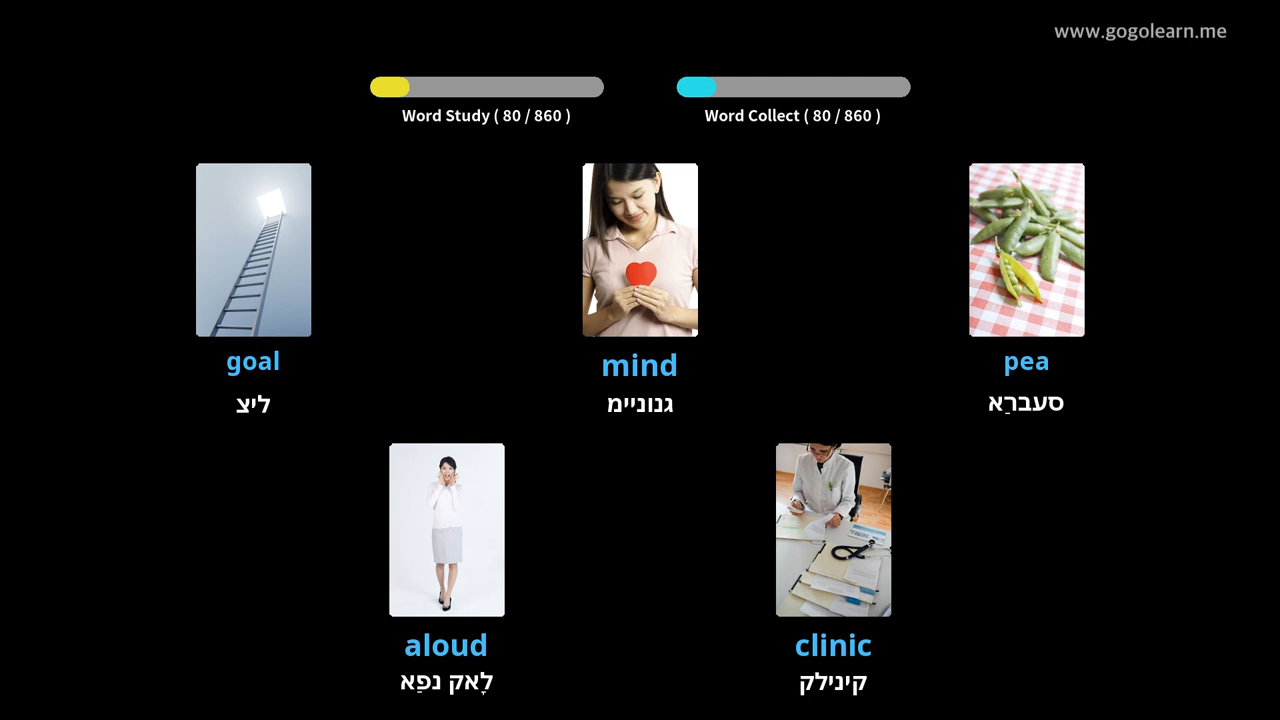 www.gogolearn.me
Word Study ( 80 / 860 )
Word Collect ( 80 / 860 )
goal
ליצ
mind
גנוניימ
pea
סעברַא
aloud
לָאק נפַא
clinic
קינילק